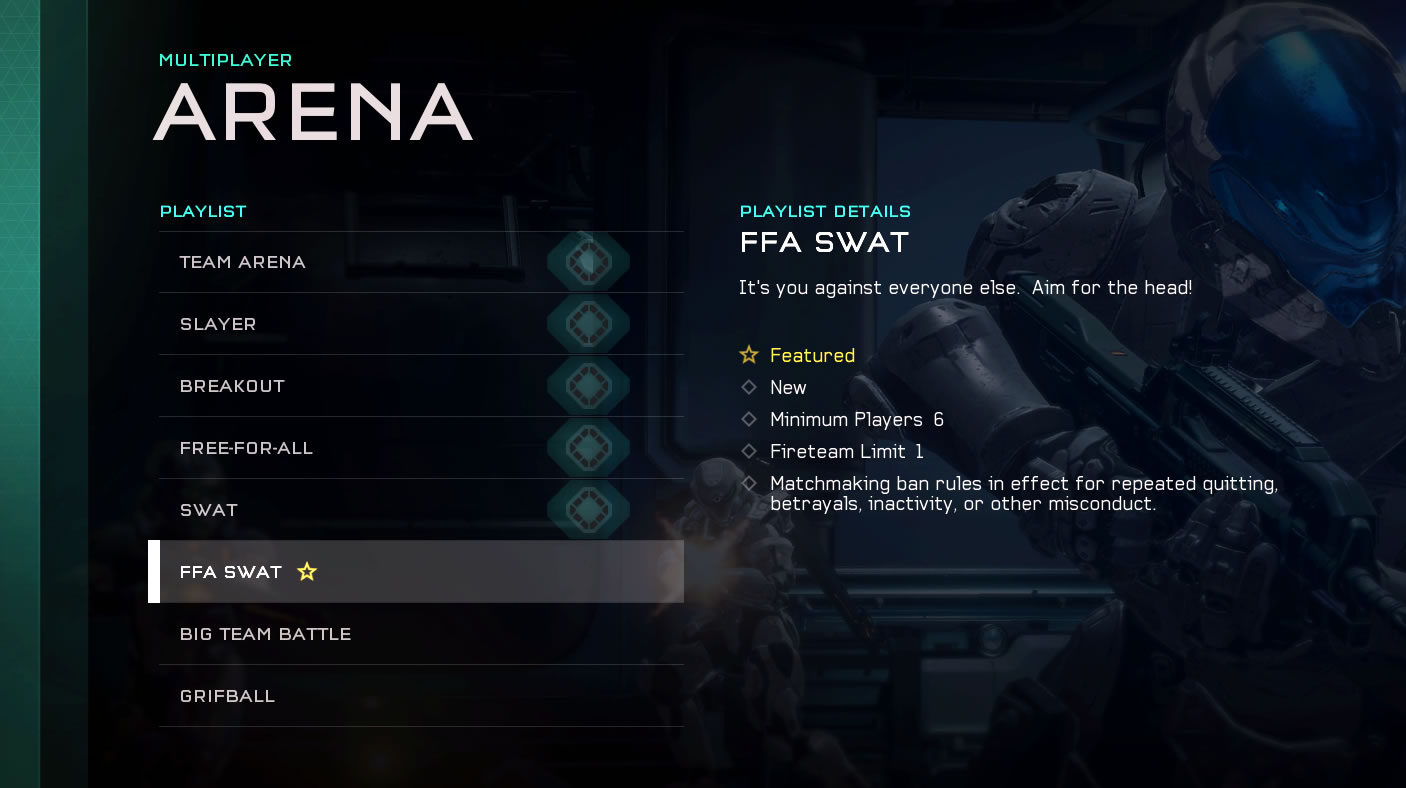 MULTIPLAYER
ARENA
PLAYLIST
TEAM ARENA
SLAYER
BREAKOUT
FREE-FOR-ALL
SWAT
FFA SWAT
BIG TEAM BATTLE
GRIFBALL
PLAYLIST DETAILS
FFA SWAT
It's you against everyone else.  Aim for the head!
Featured
New
Minimum Players  6
Fireteam Limit  1
Matchmaking ban rules in effect for repeated quitting,
betrayals, inactivity, or other misconduct.